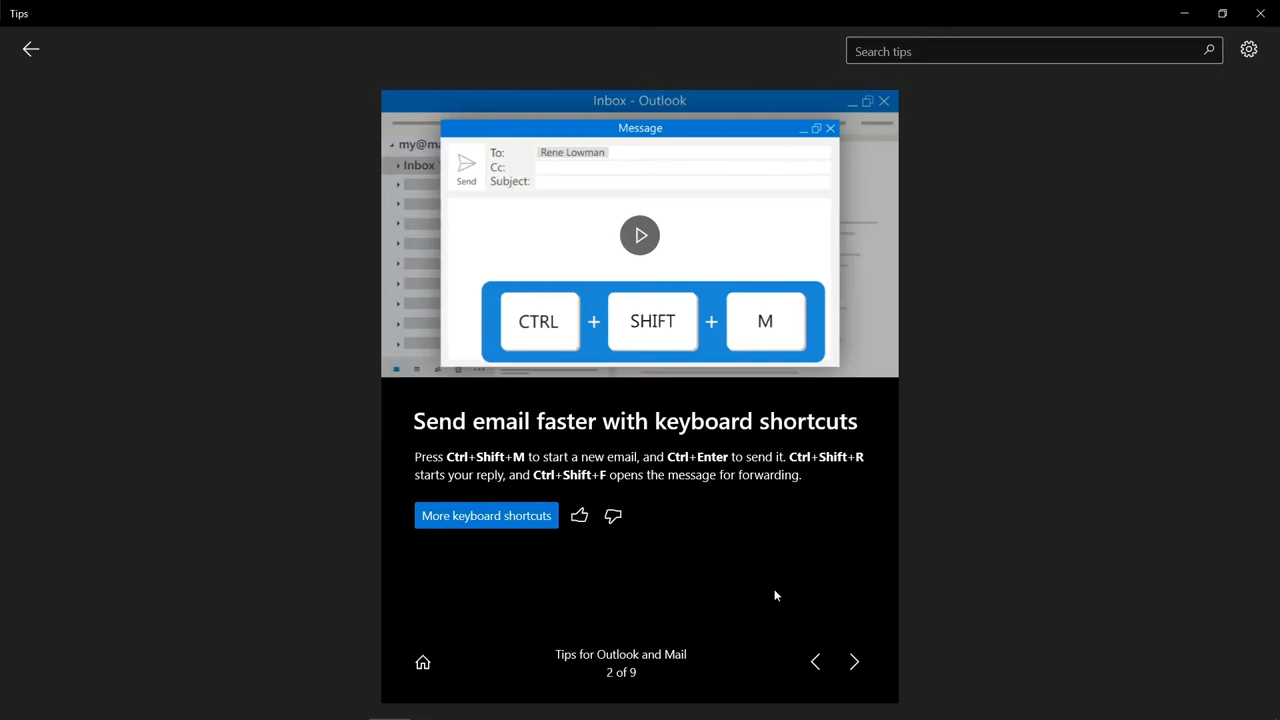 Tips
Search tips
Inbox - Outlook
Message
my@ma
Inbox
To: Rene Lowman
Cc:
Send
Subject:
CTRL + SHIFT + M
Send email faster with keyboard shortcuts
Press Ctrl+Shift+M to start a new email, and Ctrl+Enter to send it. Ctrl+Shift+R
starts your reply, and Ctrl+Shift+F opens the message for forwarding.
More keyboard shortcuts
Tips for Outlook and Mail
2 of 9